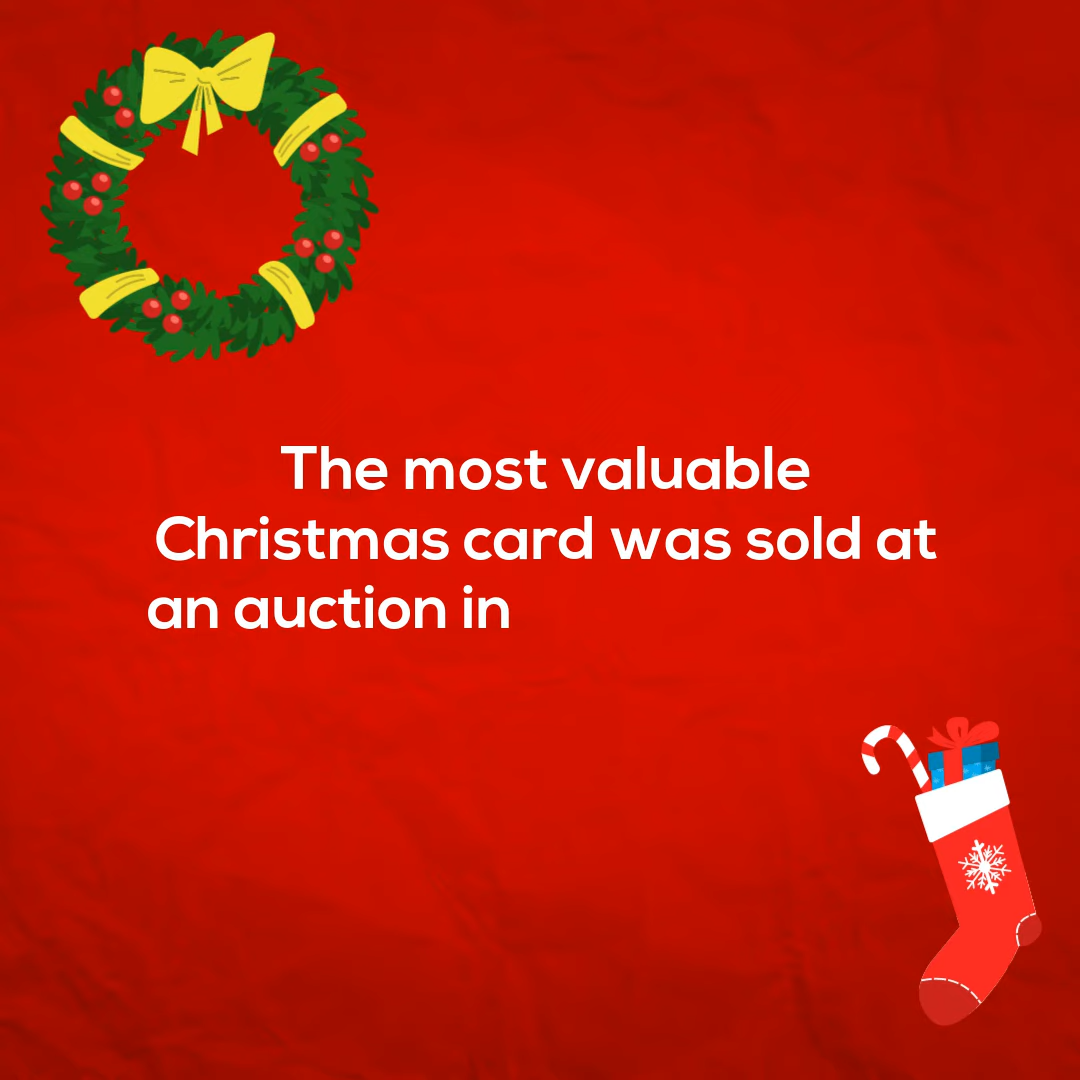 The most valuable
Christmas card was sold at
an auction in